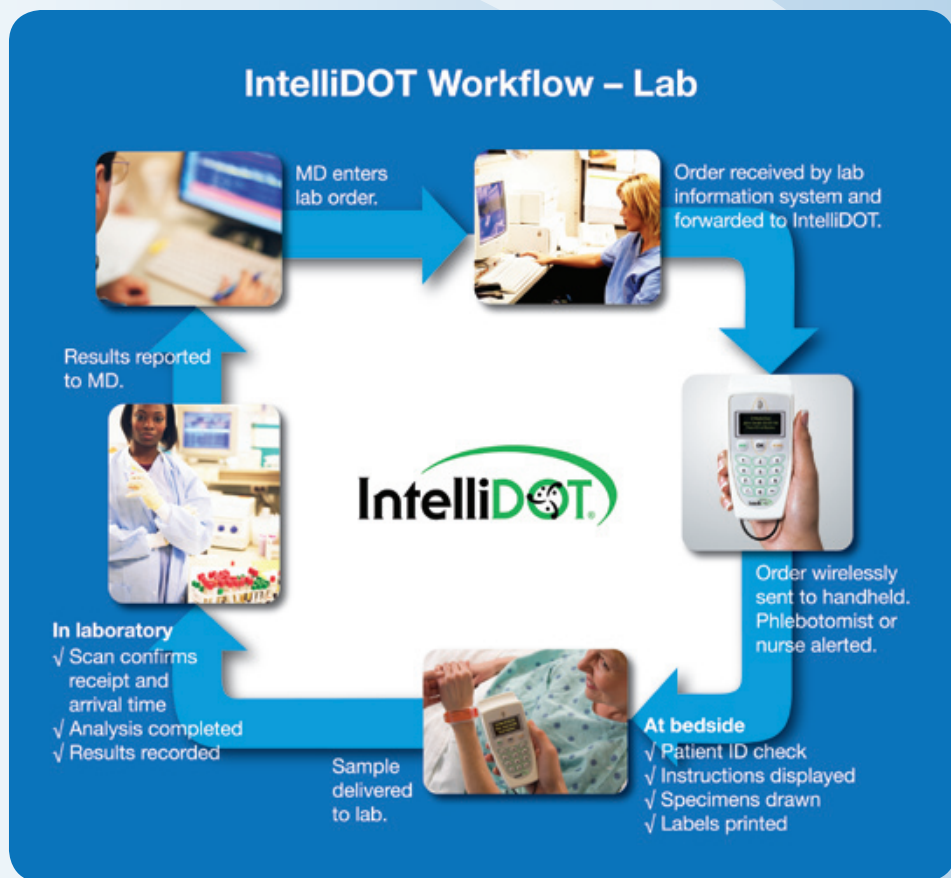 IntelliDOT Workflow – Lab
MD enters
lab order.
Order received by lab
information system and
forwarded to IntelliDOT.
Order wirelessly
sent to handheld.
Phlebotomist or
nurse alerted.
At bedside
√ Patient ID check
√ Instructions displayed
√ Specimens drawn
√ Labels printed
Sample
delivered
to lab.
In laboratory
√ Scan confirms
receipt and
arrival time
√ Analysis completed
√ Results recorded
Results reported
to MD.
IntelliDOT®